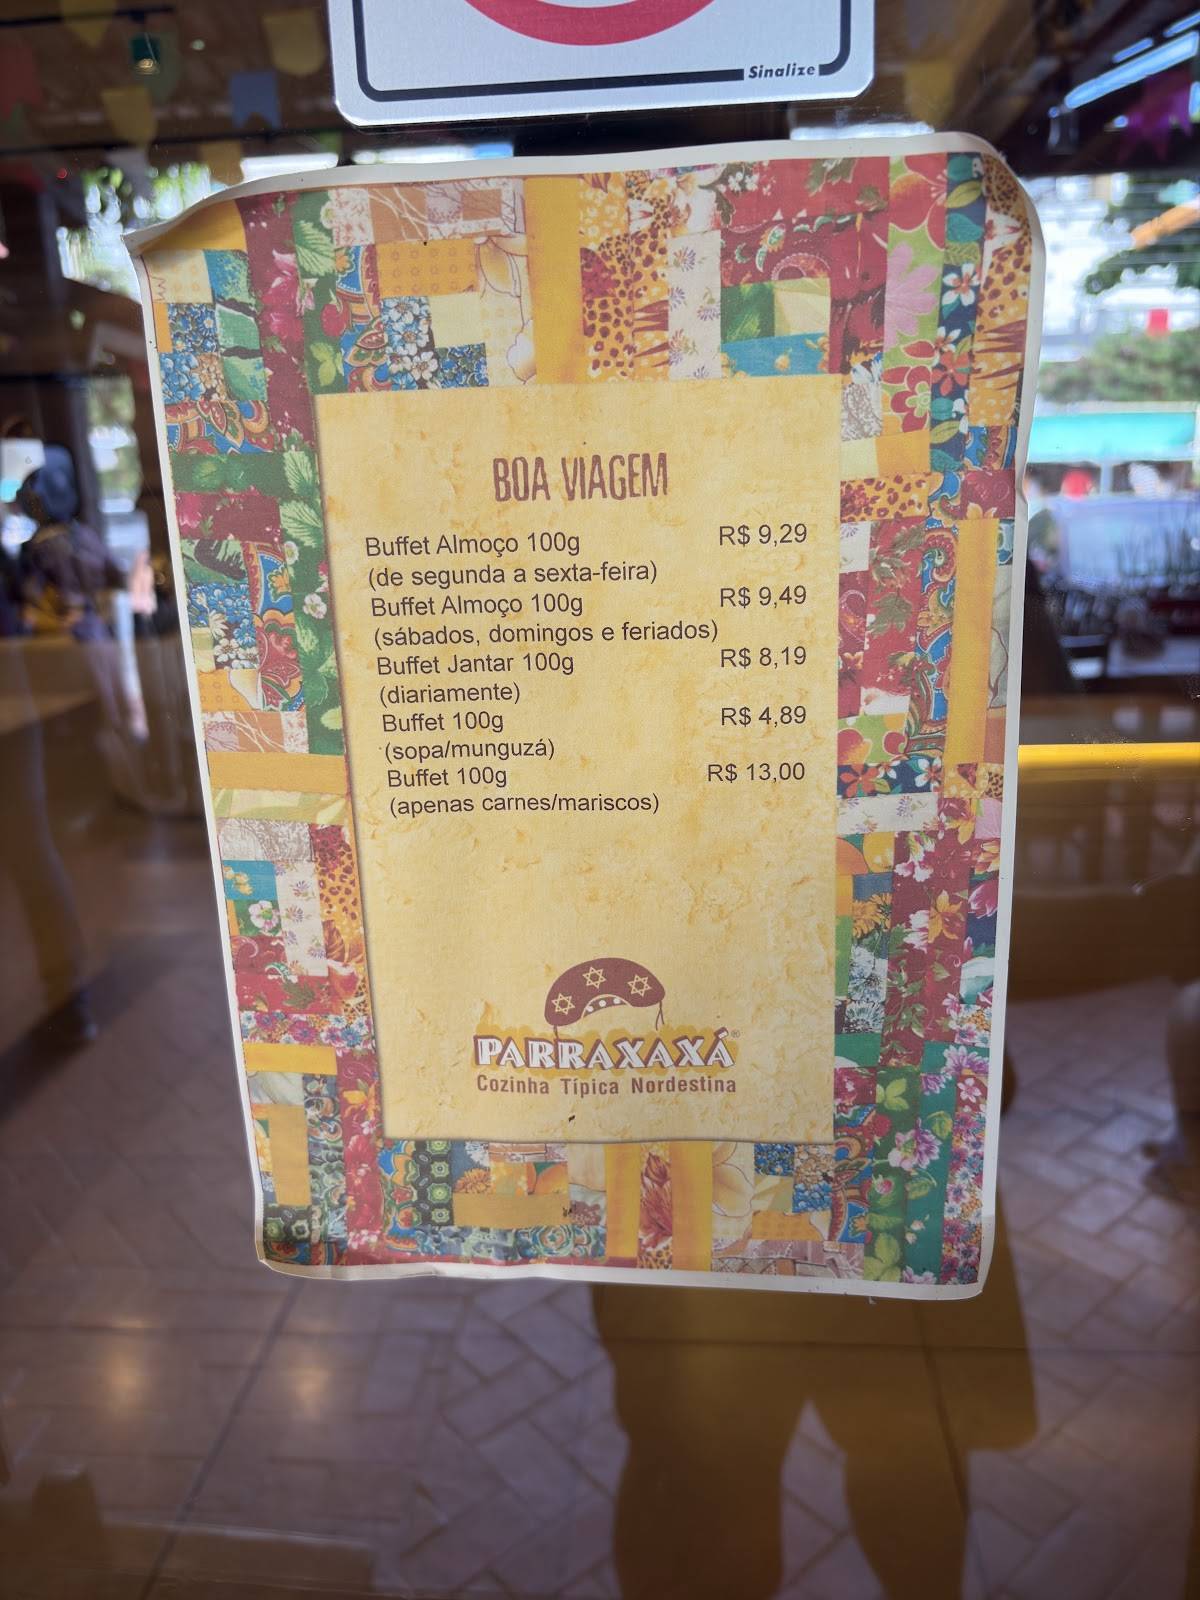 Sinalize
BOA VIAGEM
Buffet Almoço 100g R$ 9,29
(de segunda a sexta-feira)
Buffet Almoço 100g R$ 9,49
(sábados, domingos e feriados)
Buffet Jantar 100g R$ 8,19
(diariamente)
Buffet 100g R$ 4,89
(sopa/munguzá)
Buffet 100g R$ 13,00
(apenas carnes/mariscos)
PARRAXAXÁ®
Cozinha Típica Nordestina